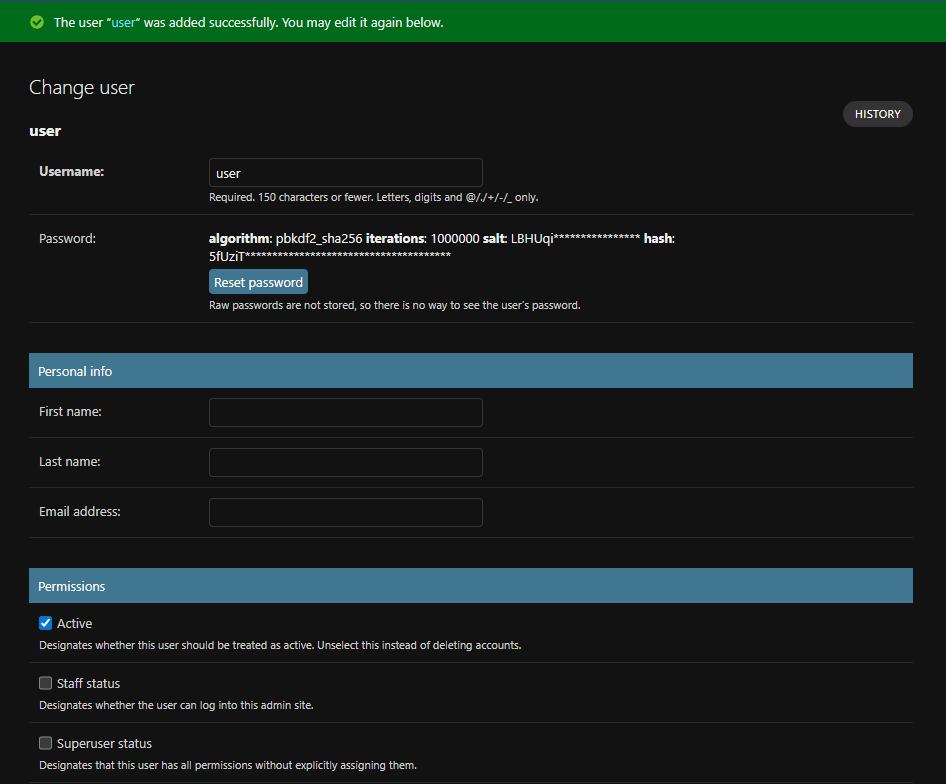 The user “user” was added successfully. You may edit it again below.
Change user
HISTORY
user
Username:
user
Required. 150 characters or fewer. Letters, digits and @/./+/-/_ only.
Password:
algorithm: pbkdf2_sha256 iterations: 1000000 salt: LBHUqi**************** hash:
5fUziT**************************************
Reset password
Raw passwords are not stored, so there is no way to see the user’s password.
Personal info
First name:
Last name:
Email address:
Permissions
Active
Designates whether this user should be treated as active. Unselect this instead of deleting accounts.
Staff status
Designates whether the user can log into this admin site.
Superuser status
Designates that this user has all permissions without explicitly assigning them.